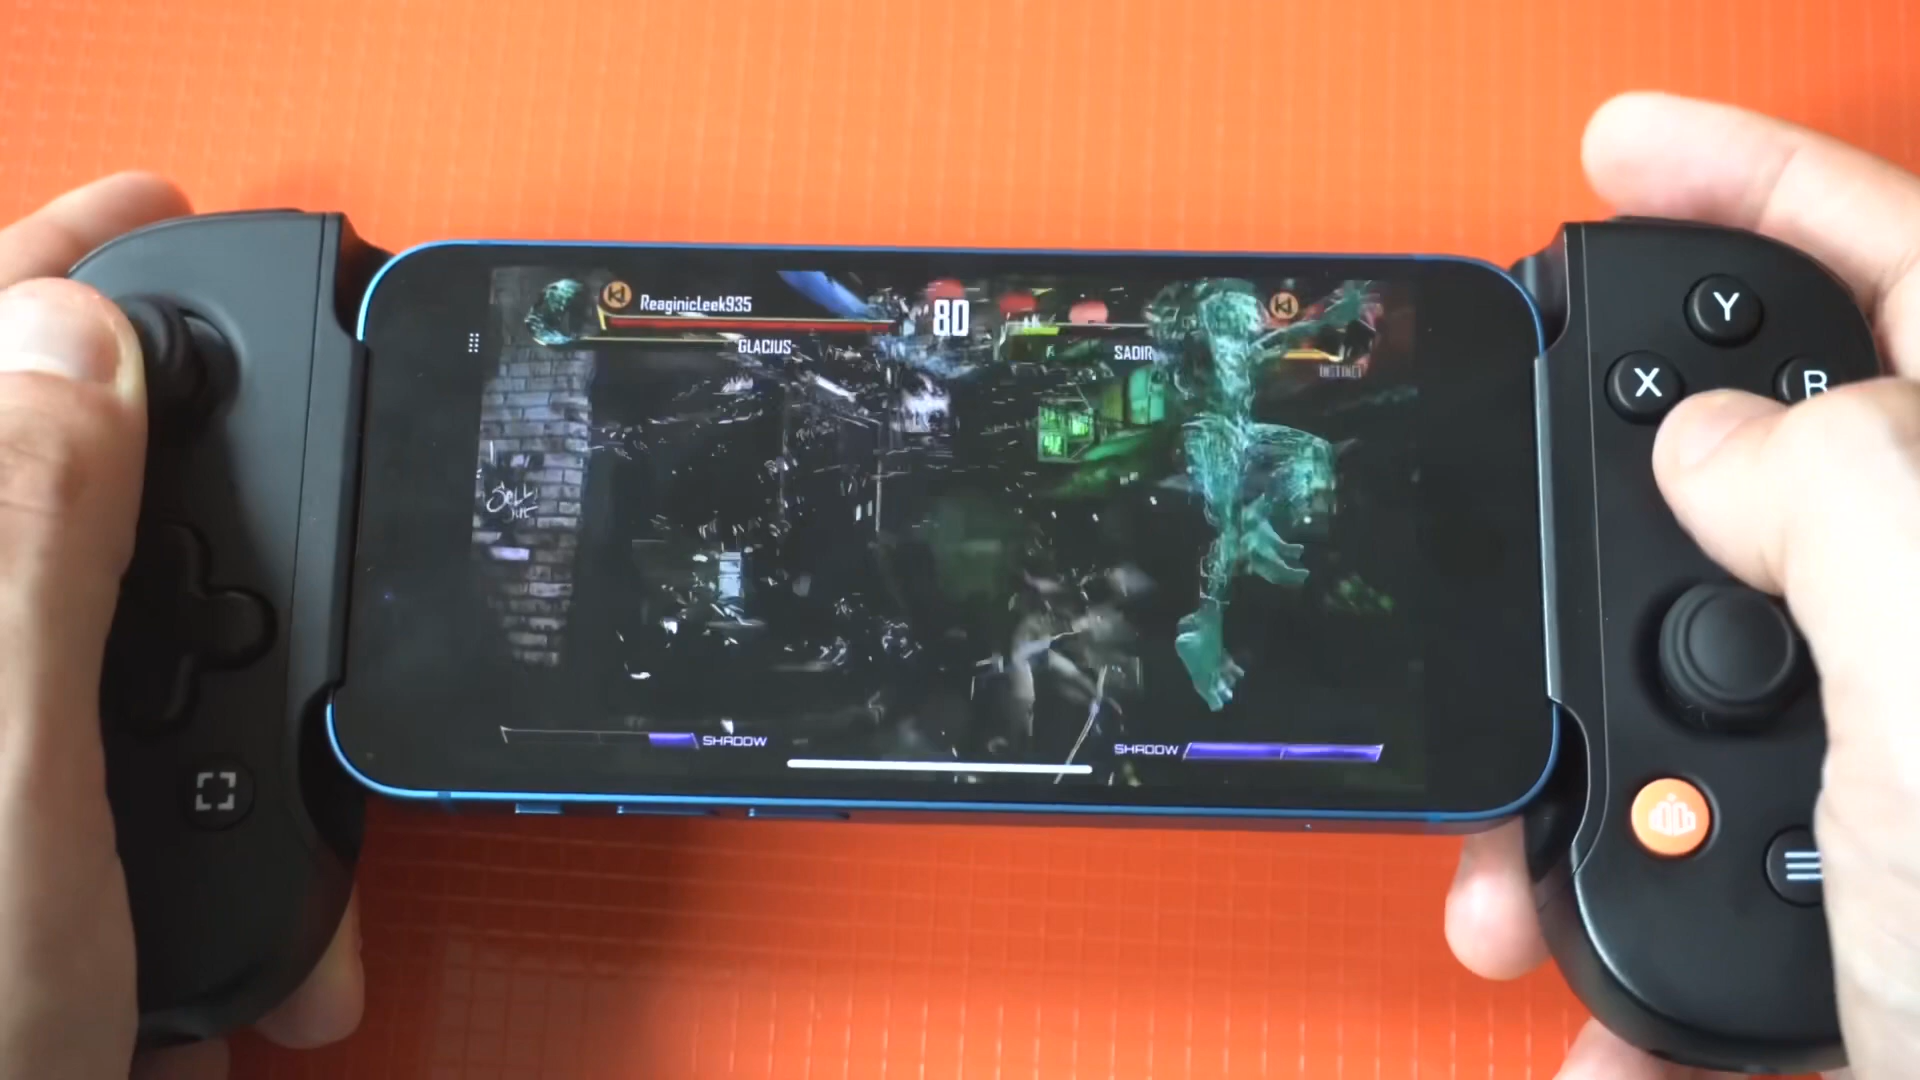 ReaginicLeek935
80
GLACIUS
SADIR
INSTINCT
SHADOW
SHADOW
Y
X
B